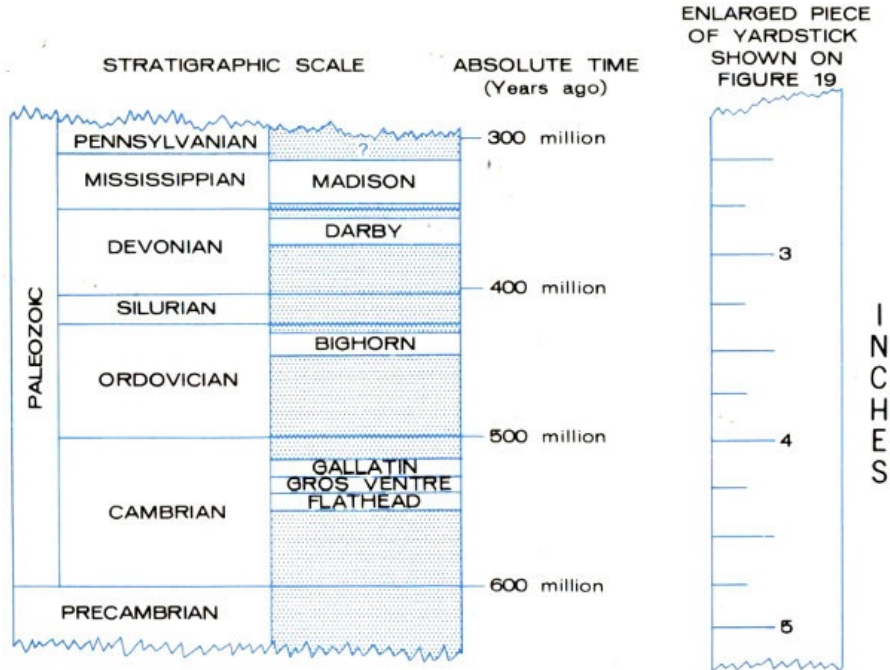 STRATIGRAPHIC SCALE
ABSOLUTE TIME
(Years ago)
ENLARGED PIECE
OF YARDSTICK
SHOWN ON
FIGURE 19
PALEOZOIC
PENNSYLVANIAN
MISSISSIPPIAN
DEVONIAN
SILURIAN
ORDOVICIAN
CAMBRIAN
PRECAMBRIAN
?
MADISON
DARBY
BIGHORN
GALLATIN
GROS VENTRE
FLATHEAD
300 million
400 million
500 million
600 million
3
4
5
INCHES